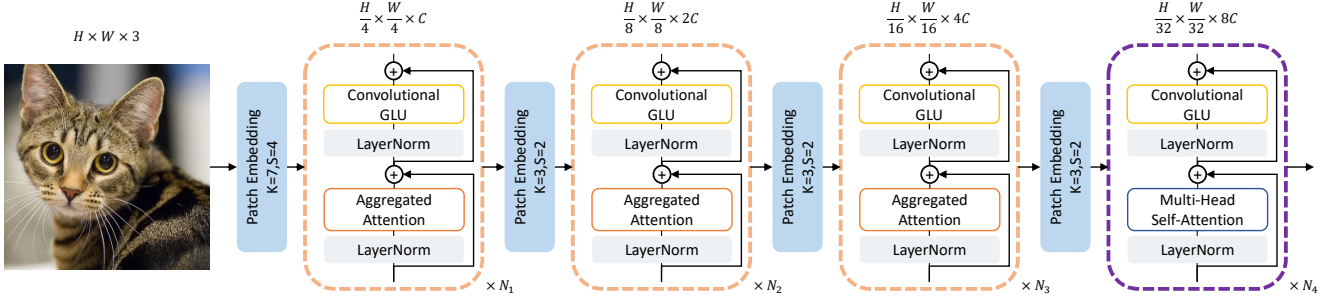 H × W × 3
Patch Embedding
K=7,S=4
H/4 × W/4 × C
+
Convolutional
GLU
LayerNorm
+
Aggregated
Attention
LayerNorm
× N₁
Patch Embedding
K=3,S=2
H/8 × W/8 × 2C
+
Convolutional
GLU
LayerNorm
+
Aggregated
Attention
LayerNorm
× N₂
Patch Embedding
K=3,S=2
H/16 × W/16 × 4C
+
Convolutional
GLU
LayerNorm
+
Aggregated
Attention
LayerNorm
× N₃
Patch Embedding
K=3,S=2
H/32 × W/32 × 8C
+
Convolutional
GLU
LayerNorm
+
Multi-Head
Self-Attention
LayerNorm
× N₄